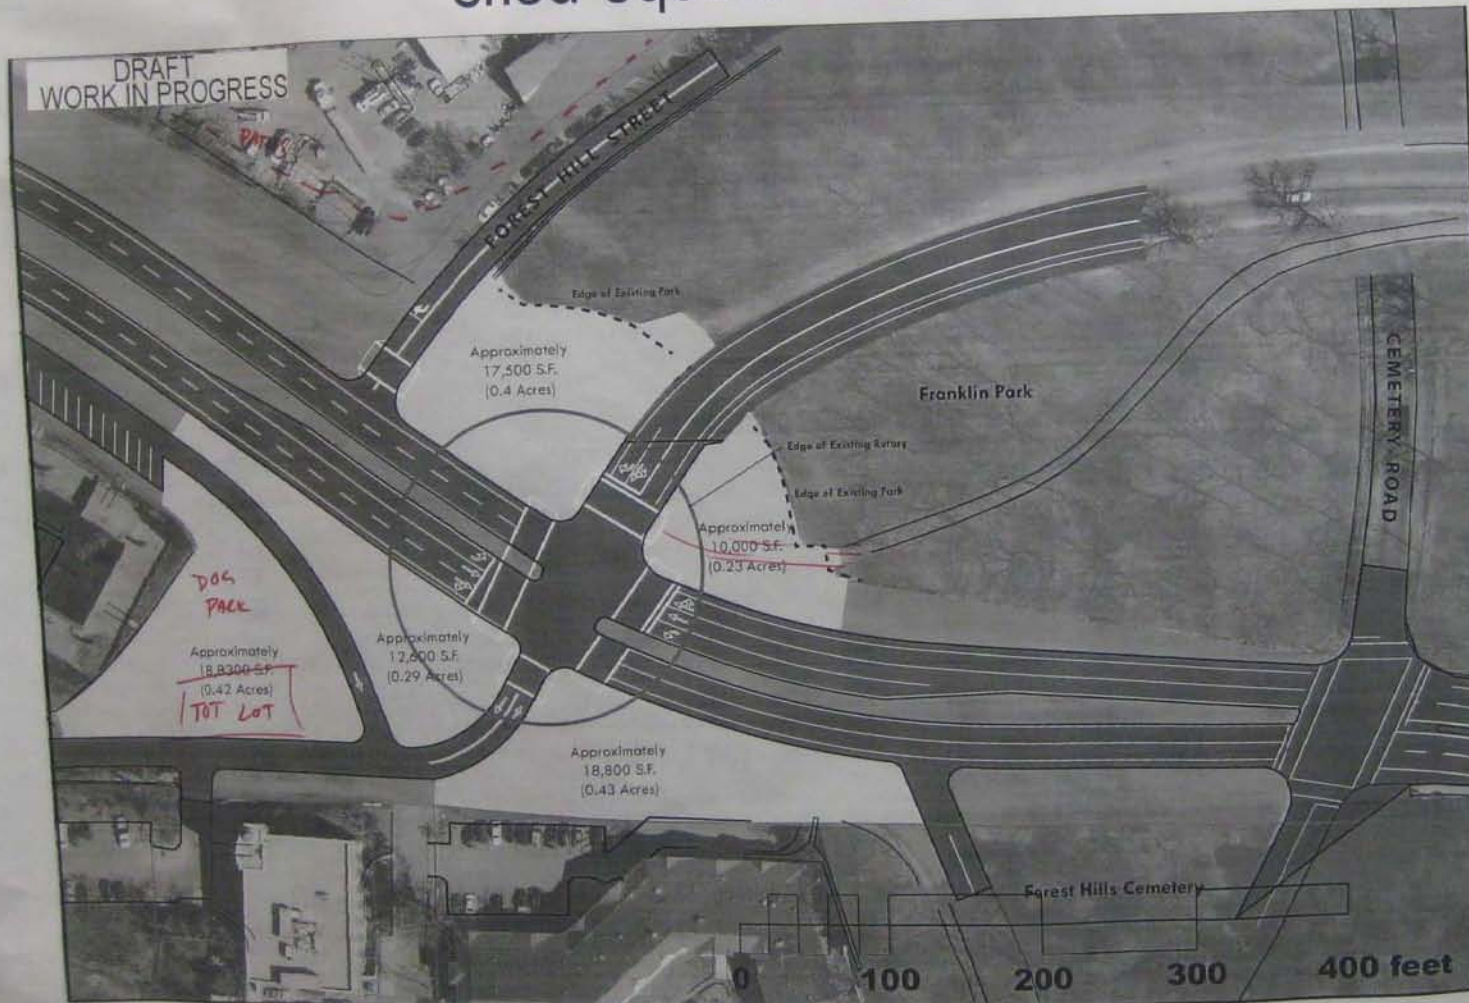 DRAFT
WORK IN PROGRESS
FOREST HILL STREET
Edge of Existing Park
Approximately
17,500 S.F.
(0.4 Acres)
Franklin Park
CEMETERY ROAD
Edge of Existing Rotary
Edge of Existing Park
Approximately
10,000 S.F.
(0.23 Acres)
DOG
PARK
Approximately
18,8300 S.F.
(0.42 Acres)
TOT LOT
Approximately
12,600 S.F.
(0.29 Acres)
Approximately
18,800 S.F.
(0.43 Acres)
Forest Hills Cemetery
0 100 200 300 400 feet